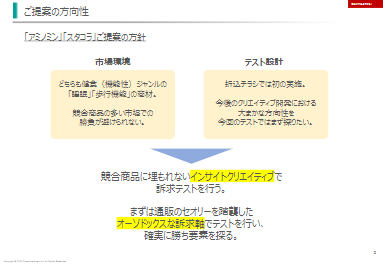 ご提案の方向性
「アミノミン」「スタコラ」ご提案の方針
市場環境
どちらも健食（機能性）ジャンルの
「睡眠」「歩行機能」の商材。
競合商品の多い市場での
勝負が避けられない。
テスト設計
折込チラシでは初の実施。
今後のクリエイティブ開発における
大まかな方向性を
今回のテストではまず探りたい。
競合商品に埋もれないインサイトクリエイティブで
訴求テストを行う。
まずは通販のセオリーを踏襲した
オーソドックスな訴求軸でテストを行い、
確実に勝ち要素を探る。